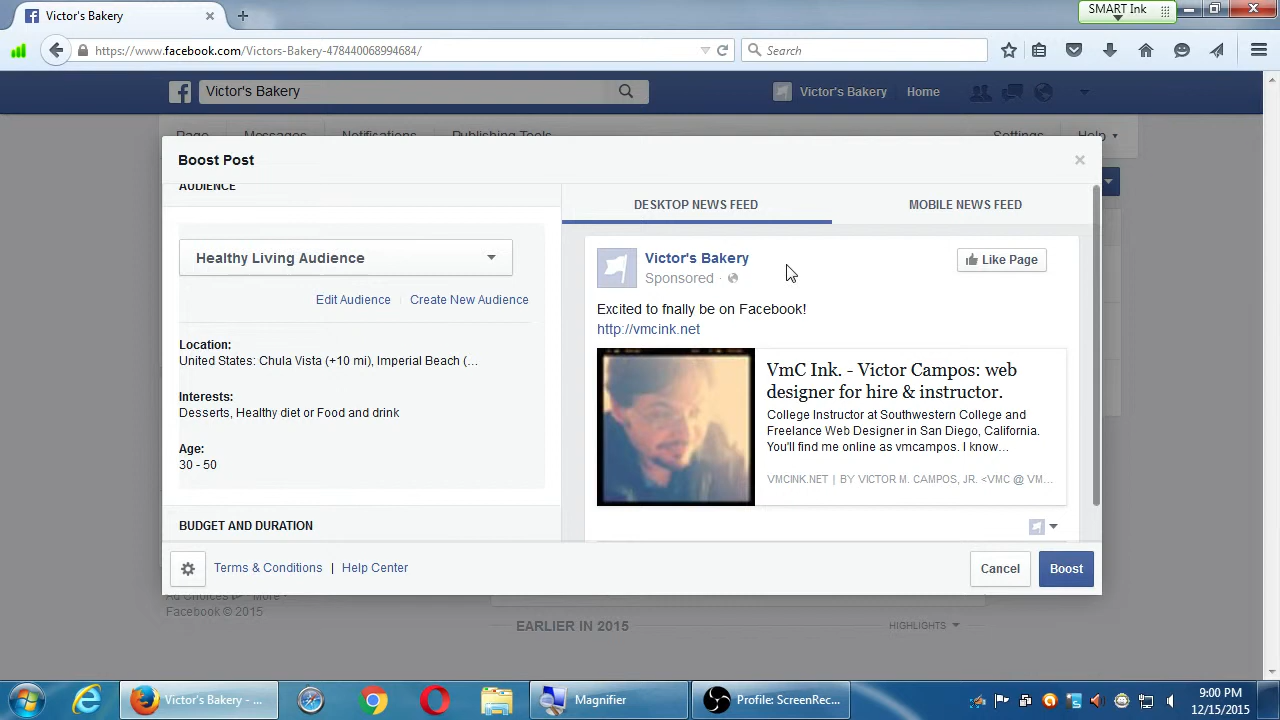 Victor's Bakery
SMART Ink
https://www.facebook.com/Victors-Bakery-478440068994684/
Search
Victor's Bakery
Victor's Bakery
Home
Page
Messages
Notifications
Publishing Tools
Settings
Help
Boost Post
AUDIENCE
Healthy Living Audience
Edit Audience
Create New Audience
Location:
United States: Chula Vista (+10 mi), Imperial Beach (...
Interests:
Desserts, Healthy diet or Food and drink
Age:
30 - 50
BUDGET AND DURATION
DESKTOP NEWS FEED
MOBILE NEWS FEED
Victor's Bakery
Sponsored ·
Like Page
Excited to fnally be on Facebook!
http://vmcink.net
VmC Ink. - Victor Campos: web
designer for hire & instructor.
College Instructor at Southwestern College and
Freelance Web Designer in San Diego, California.
You'll find me online as vmcampos. I know...
VMCINK.NET | BY VICTOR M. CAMPOS, JR. <VMC @ VM...
Terms & Conditions | Help Center
Cancel
Boost
Ad Choices
More
Facebook © 2015
EARLIER IN 2015
HIGHLIGHTS
Victor's Bakery - ...
Magnifier
Profile: ScreenRec...
9:00 PM
12/15/2015